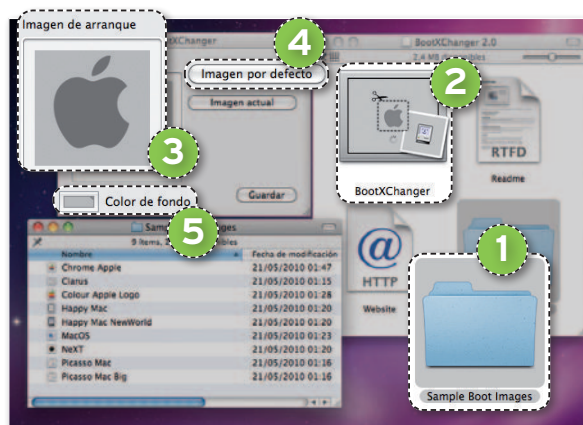 Imagen de arranque
XChanger
4
Imagen por defecto
Imagen actual
3
Color de fondo
Guardar
5
BootXChanger 2.0
2
BootXChanger
RTFD
Readme
HTTP
Website
1
Sample Boot Images
Nombre
Fecha de modificación
Chrome Apple 21/05/2010 01:47
Clarus 21/05/2010 01:15
Colour Apple Logo 21/05/2010 01:28
Happy Mac 21/05/2010 01:20
Happy Mac NewWorld 21/05/2010 01:20
MacOS 21/05/2010 01:23
NeXT 21/05/2010 01:20
Picasso Mac 21/05/2010 01:16
Picasso Mac Big 21/05/2010 01:16